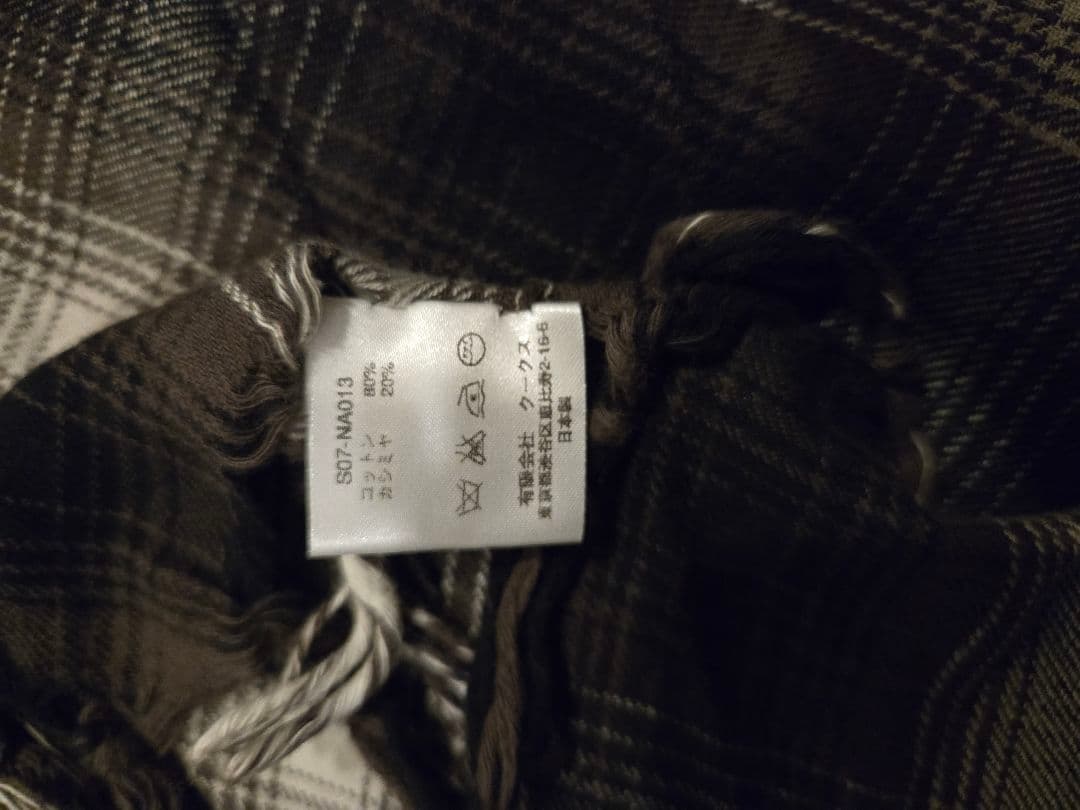 S07-NA013
コットン 80%
カシミヤ 20%
有限会社 クークス
東京都渋谷区恵比寿2-16-6
日本製